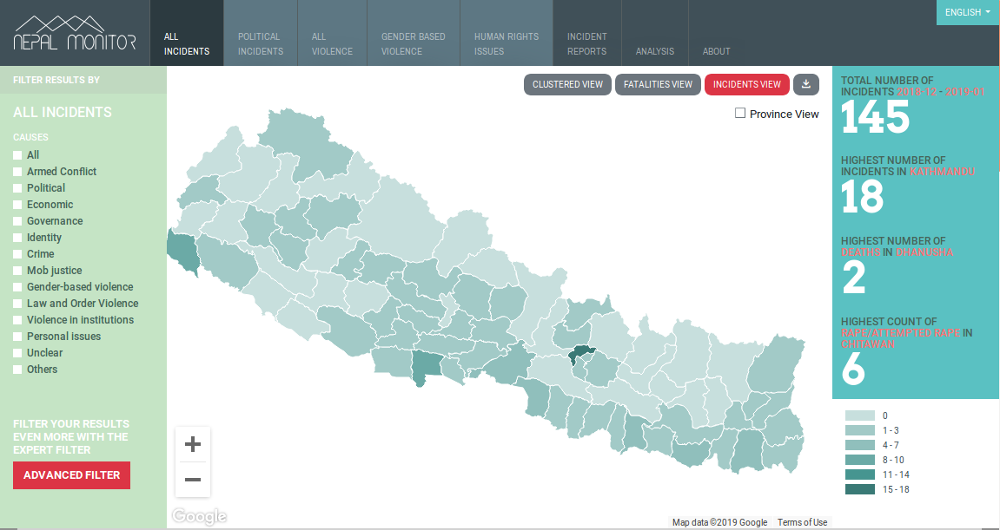 NEPAL MONITOR
ALL
INCIDENTS
POLITICAL
INCIDENTS
ALL
VIOLENCE
GENDER BASED
VIOLENCE
HUMAN RIGHTS
ISSUES
INCIDENT
REPORTS
ANALYSIS
ABOUT
ENGLISH
FILTER RESULTS BY
ALL INCIDENTS
CAUSES
All
Armed Conflict
Political
Economic
Governance
Identity
Crime
Mob justice
Gender-based violence
Law and Order Violence
Violence in institutions
Personal issues
Unclear
Others
FILTER YOUR RESULTS
EVEN MORE WITH THE
EXPERT FILTER
ADVANCED FILTER
CLUSTERED VIEW
FATALITIES VIEW
INCIDENTS VIEW
Province View
+
−
Google
Map data ©2019 Google
Terms of Use
TOTAL NUMBER OF
INCIDENTS 2018-12 - 2019-01
145
HIGHEST NUMBER OF
INCIDENTS IN KATHMANDU
18
HIGHEST NUMBER OF
DEATHS IN DHANUSHA
2
HIGHEST COUNT OF
RAPE/ATTEMPTED RAPE IN
CHITAWAN
6
0
1 - 3
4 - 7
8 - 10
11 - 14
15 - 18